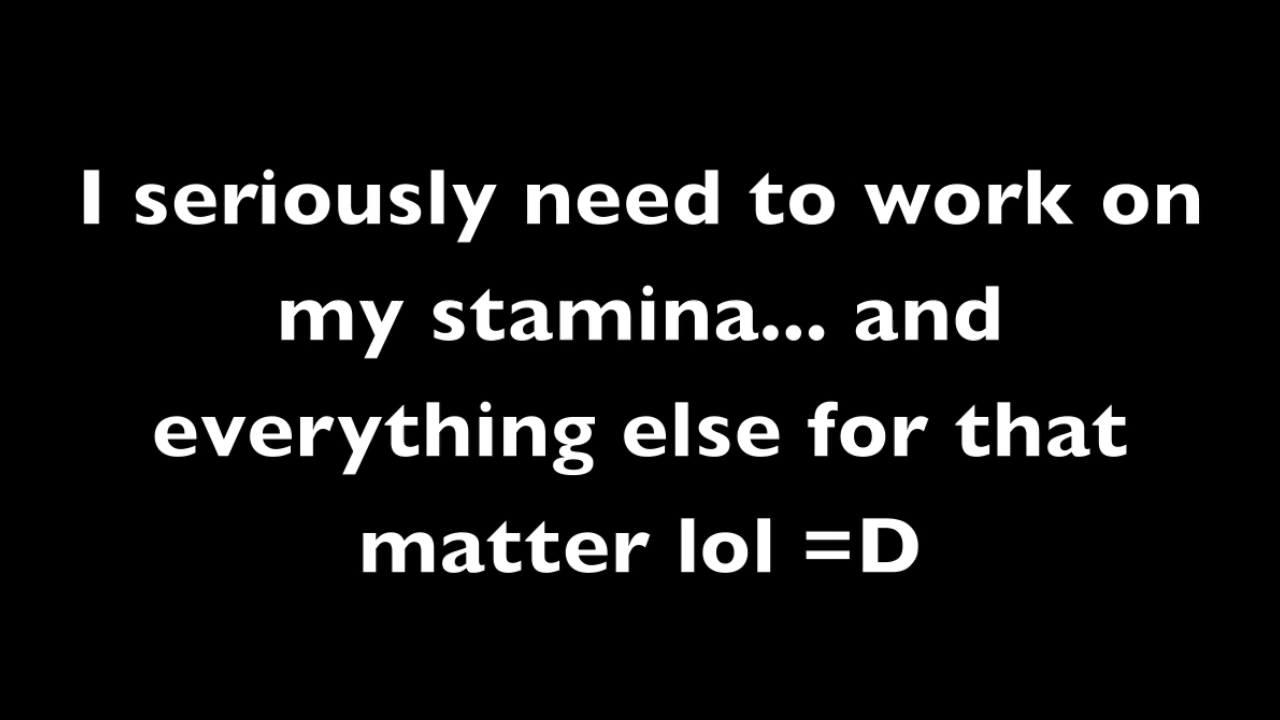 I seriously need to work on
my stamina... and
everything else for that
matter lol =D